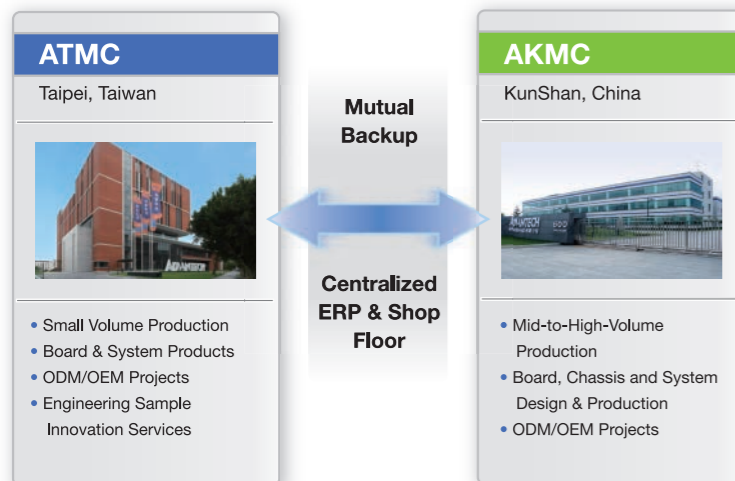 ATMC
Taipei, Taiwan
ADVANTECH
• Small Volume Production
• Board & System Products
• ODM/OEM Projects
• Engineering Sample
Innovation Services
Mutual
Backup
Centralized
ERP & Shop
Floor
AKMC
KunShan, China
ADVANTECH
• Mid-to-High-Volume
Production
• Board, Chassis and System
Design & Production
• ODM/OEM Projects